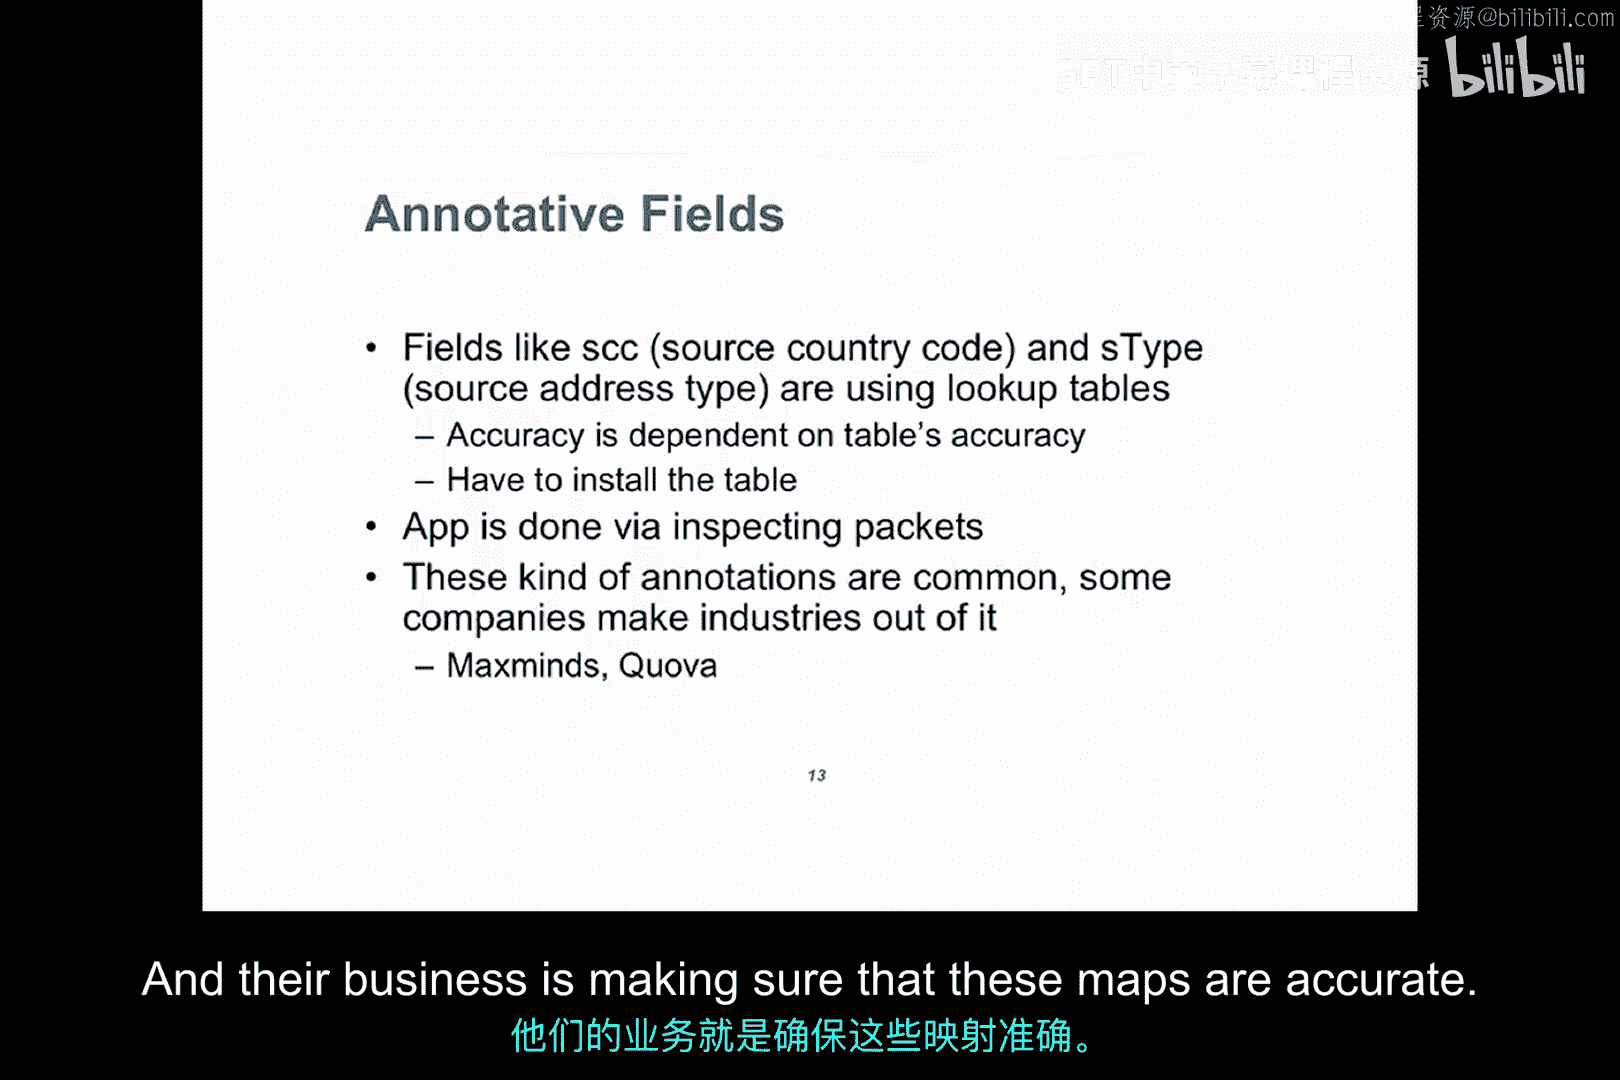 资源@bilibili.com
bilibili
Annotative Fields
• Fields like scc (source country code) and sType
(source address type) are using lookup tables
– Accuracy is dependent on table’s accuracy
– Have to install the table
• App is done via inspecting packets
• These kind of annotations are common, some
companies make industries out of it
– Maxminds, Quova
13
And their business is making sure that these maps are accurate.
他们的业务就是确保这些映射准确。